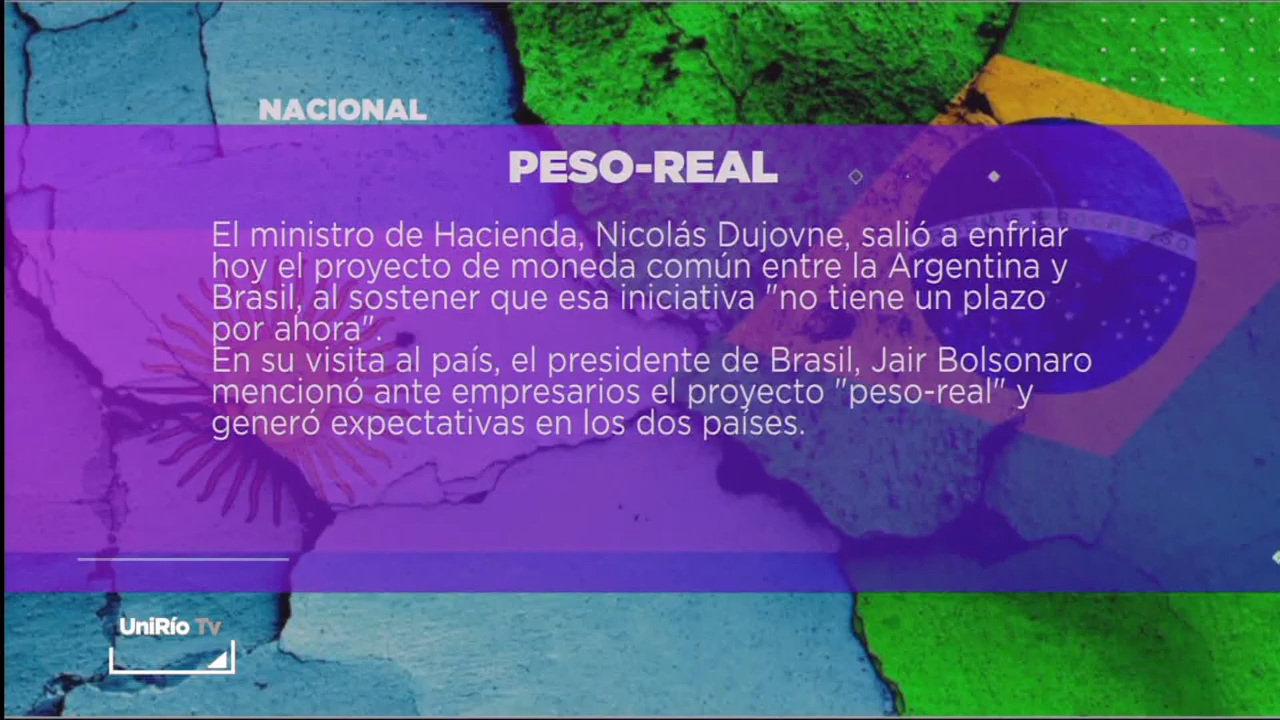 NACIONAL
PESO-REAL
El ministro de Hacienda, Nicolás Dujovne, salió a enfriar
hoy el proyecto de moneda común entre la Argentina y
Brasil, al sostener que esa iniciativa "no tiene un plazo
por ahora".
En su visita al país, el presidente de Brasil, Jair Bolsonaro
mencionó ante empresarios el proyecto "peso-real" y
generó expectativas en los dos países.
UniRío Tv